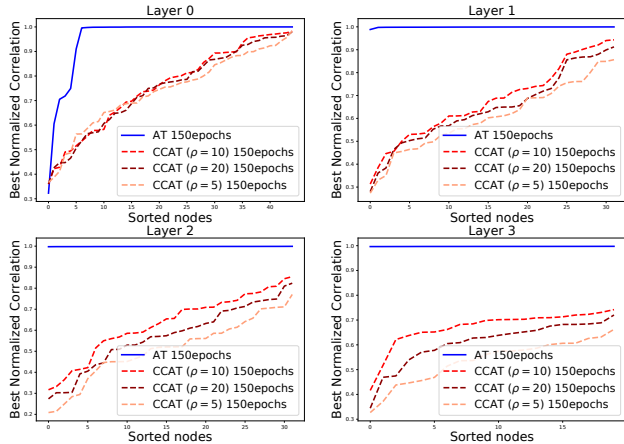 Layer 0
Best Normalized Correlation
1.0
0.9
0.8
0.7
0.6
0.5
0.4
0.3
AT 150epochs
CCAT (ρ = 10) 150epochs
CCAT (ρ = 20) 150epochs
CCAT (ρ = 5) 150epochs
0 5 10 15 20 25 30 35 40
Sorted nodes
Layer 1
Best Normalized Correlation
1.0
0.9
0.8
0.7
0.6
0.5
0.4
0.3
AT 150epochs
CCAT (ρ = 10) 150epochs
CCAT (ρ = 20) 150epochs
CCAT (ρ = 5) 150epochs
0 5 10 15 20 25
Sorted nodes
Layer 2
Best Normalized Correlation
1.0
0.9
0.8
0.7
0.6
0.5
0.4
0.3
0.2
AT 150epochs
CCAT (ρ = 10) 150epochs
CCAT (ρ = 20) 150epochs
CCAT (ρ = 5) 150epochs
0 5 10 15 20 25 30
Sorted nodes
Layer 3
Best Normalized Correlation
1.0
0.9
0.8
0.7
0.6
0.5
0.4
0.3
AT 150epochs
CCAT (ρ = 10) 150epochs
CCAT (ρ = 20) 150epochs
CCAT (ρ = 5) 150epochs
0 5 10 15
Sorted nodes